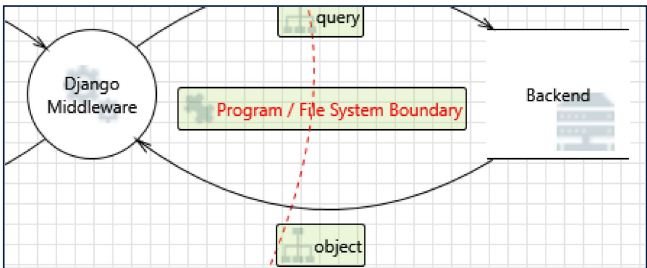 query
Django
Middleware
Program / File System Boundary
Backend
object